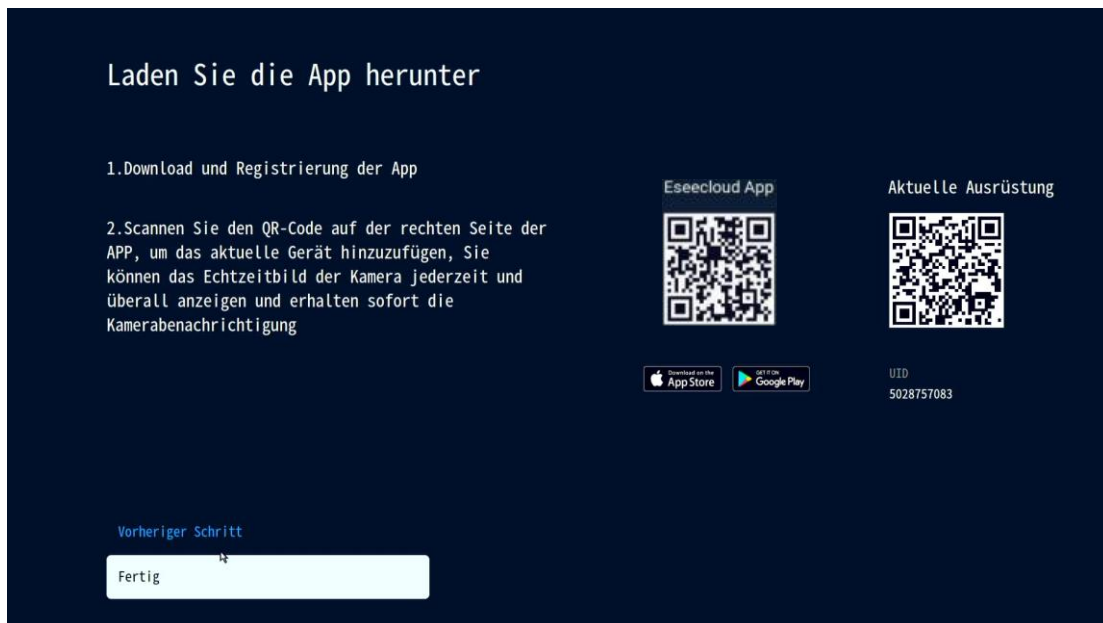 Laden Sie die App herunter
1.Download und Registrierung der App
2.Scannen Sie den QR-Code auf der rechten Seite der
APP, um das aktuelle Gerät hinzuzufügen, Sie
können das Echtzeitbild der Kamera jederzeit und
überall anzeigen und erhalten sofort die
Kamerabenachrichtigung
Eseecloud App
Aktuelle Ausrüstung
Download on the
App Store
GET IT ON
Google Play
UID
5028757083
Vorheriger Schritt
Fertig